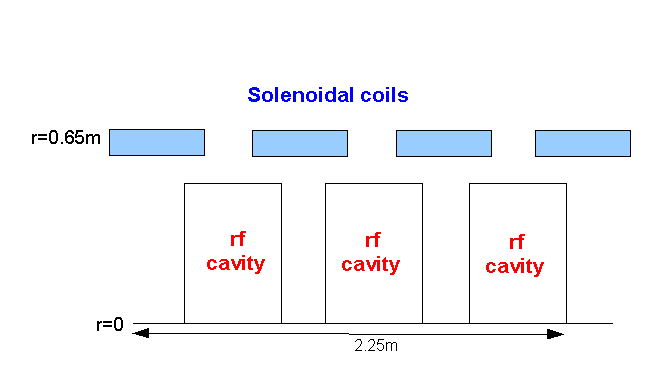 Solenoidal coils
r=0.65m
rf
cavity
rf
cavity
rf
cavity
r=0
2.25m